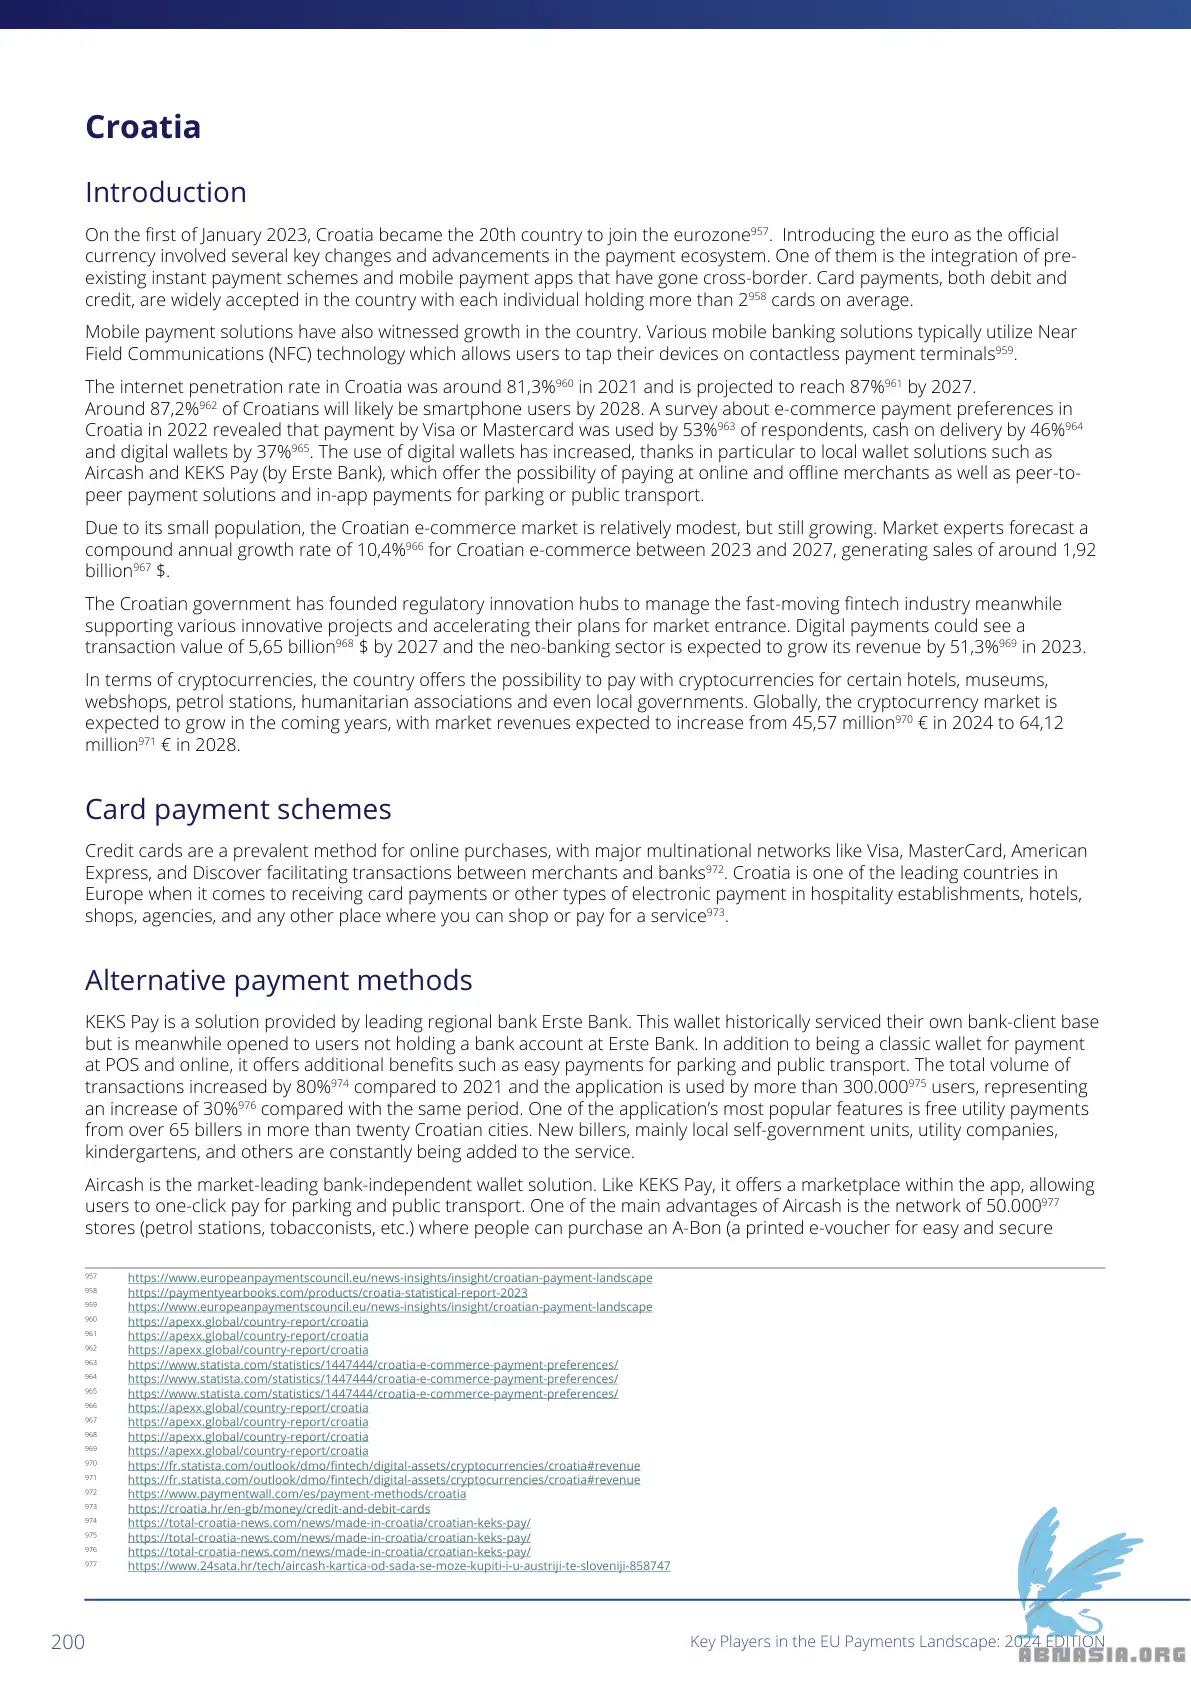 Croatia
Introduction
On the first of January 2023, Croatia became the 20th country to join the eurozone957.  Introducing the euro as the official
currency involved several key changes and advancements in the payment ecosystem. One of them is the integration of pre-
existing instant payment schemes and mobile payment apps that have gone cross-border. Card payments, both debit and
credit, are widely accepted in the country with each individual holding more than 2958 cards on average.
Mobile payment solutions have also witnessed growth in the country. Various mobile banking solutions typically utilize Near
Field Communications (NFC) technology which allows users to tap their devices on contactless payment terminals959.
The internet penetration rate in Croatia was around 81,3%960 in 2021 and is projected to reach 87%961 by 2027.
Around 87,2%962 of Croatians will likely be smartphone users by 2028. A survey about e-commerce payment preferences in
Croatia in 2022 revealed that payment by Visa or Mastercard was used by 53%963 of respondents, cash on delivery by 46%964
and digital wallets by 37%965. The use of digital wallets has increased, thanks in particular to local wallet solutions such as
Aircash and KEKS Pay (by Erste Bank), which offer the possibility of paying at online and offline merchants as well as peer-to-
peer payment solutions and in-app payments for parking or public transport.
Due to its small population, the Croatian e-commerce market is relatively modest, but still growing. Market experts forecast a
compound annual growth rate of 10,4%966 for Croatian e-commerce between 2023 and 2027, generating sales of around 1,92
billion967 $.
The Croatian government has founded regulatory innovation hubs to manage the fast-moving fintech industry meanwhile
supporting various innovative projects and accelerating their plans for market entrance. Digital payments could see a
transaction value of 5,65 billion968 $ by 2027 and the neo-banking sector is expected to grow its revenue by 51,3%969 in 2023.
In terms of cryptocurrencies, the country offers the possibility to pay with cryptocurrencies for certain hotels, museums,
webshops, petrol stations, humanitarian associations and even local governments. Globally, the cryptocurrency market is
expected to grow in the coming years, with market revenues expected to increase from 45,57 million970 € in 2024 to 64,12
million971 € in 2028.
Card payment schemes
Credit cards are a prevalent method for online purchases, with major multinational networks like Visa, MasterCard, American
Express, and Discover facilitating transactions between merchants and banks972. Croatia is one of the leading countries in
Europe when it comes to receiving card payments or other types of electronic payment in hospitality establishments, hotels,
shops, agencies, and any other place where you can shop or pay for a service973.
Alternative payment methods
KEKS Pay is a solution provided by leading regional bank Erste Bank. This wallet historically serviced their own bank-client base
but is meanwhile opened to users not holding a bank account at Erste Bank. In addition to being a classic wallet for payment
at POS and online, it offers additional benefits such as easy payments for parking and public transport. The total volume of
transactions increased by 80%974 compared to 2021 and the application is used by more than 300.000975 users, representing
an increase of 30%976 compared with the same period. One of the application’s most popular features is free utility payments
from over 65 billers in more than twenty Croatian cities. New billers, mainly local self-government units, utility companies,
kindergartens, and others are constantly being added to the service.
Aircash is the market-leading bank-independent wallet solution. Like KEKS Pay, it offers a marketplace within the app, allowing
users to one-click pay for parking and public transport. One of the main advantages of Aircash is the network of 50.000977
stores (petrol stations, tobacconists, etc.) where people can purchase an A-Bon (a printed e-voucher for easy and secure
957 https://www.europeanpaymentscouncil.eu/news-insights/insight/croatian-payment-landscape
958 https://paymentyearbooks.com/products/croatia-statistical-report-2023
959 https://www.europeanpaymentscouncil.eu/news-insights/insight/croatian-payment-landscape
960 https://apexx.global/country-report/croatia
961 https://apexx.global/country-report/croatia
962 https://apexx.global/country-report/croatia
963 https://www.statista.com/statistics/1447444/croatia-e-commerce-payment-preferences/
964 https://www.statista.com/statistics/1447444/croatia-e-commerce-payment-preferences/
965 https://www.statista.com/statistics/1447444/croatia-e-commerce-payment-preferences/
966 https://apexx.global/country-report/croatia
967 https://apexx.global/country-report/croatia
968 https://apexx.global/country-report/croatia
969 https://apexx.global/country-report/croatia
970 https://fr.statista.com/outlook/dmo/fintech/digital-assets/cryptocurrencies/croatia#revenue
971 https://fr.statista.com/outlook/dmo/fintech/digital-assets/cryptocurrencies/croatia#revenue
972 https://www.paymentwall.com/es/payment-methods/croatia
973 https://croatia.hr/en-gb/money/credit-and-debit-cards
974 https://total-croatia-news.com/news/made-in-croatia/croatian-keks-pay/
975 https://total-croatia-news.com/news/made-in-croatia/croatian-keks-pay/
976 https://total-croatia-news.com/news/made-in-croatia/croatian-keks-pay/
977 https://www.24sata.hr/tech/aircash-kartica-od-sada-se-moze-kupiti-i-u-austriji-te-sloveniji-858747
200
Key Players in the EU Payments Landscape: 2024 EDITION
ABNASIA.ORG